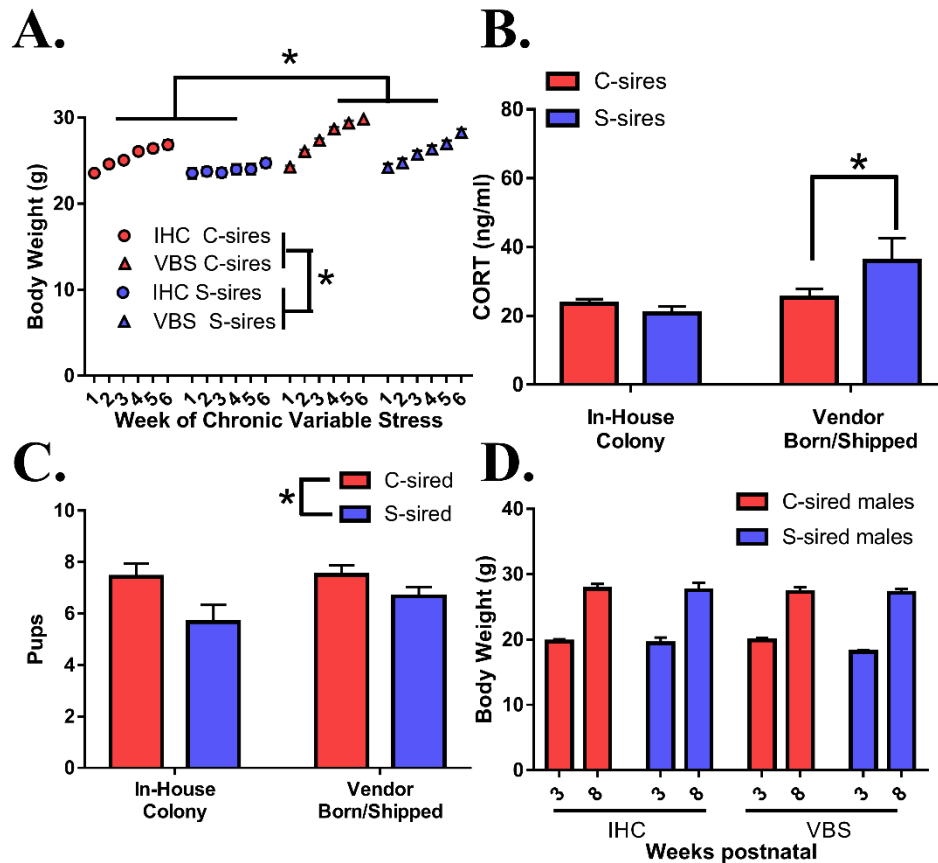 A.
*
30
20
10
0
Body Weight (g)
IHC C-sires
VBS C-sires
IHC S-sires
VBS S-sires
*
1 2 3 4 5 6 1 2 3 4 5 6 1 2 3 4 5 6 1 2 3 4 5 6
Week of Chronic Variable Stress
B.
C-sires
S-sires
80
60
40
20
0
CORT (ng/ml)
*
In-House
Colony
Vendor
Born/Shipped
C.
*
C-sired
S-sired
10
8
6
4
2
0
Pups
In-House
Colony
Vendor
Born/Shipped
D.
C-sired males
S-sired males
40
30
20
10
0
Body Weight (g)
3 8 3 8 3 8 3 8
IHC VBS
Weeks postnatal